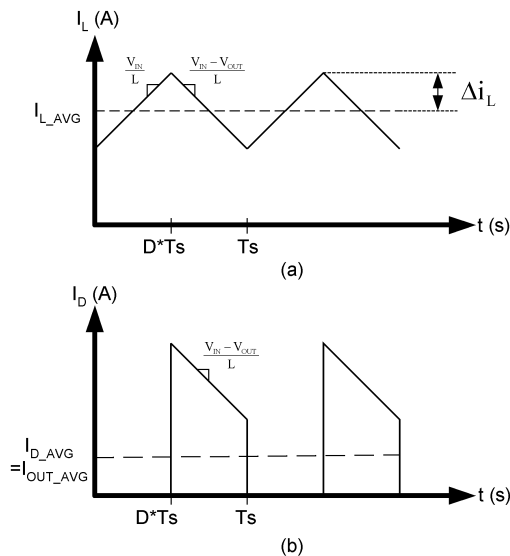 I_L (A)
V_IN / L
V_IN – V_OUT / L
I_L_AVG
Δi_L
D*Ts
Ts
t (s)
(a)
I_D (A)
V_IN – V_OUT / L
I_D_AVG
=I_OUT_AVG
D*Ts
Ts
t (s)
(b)